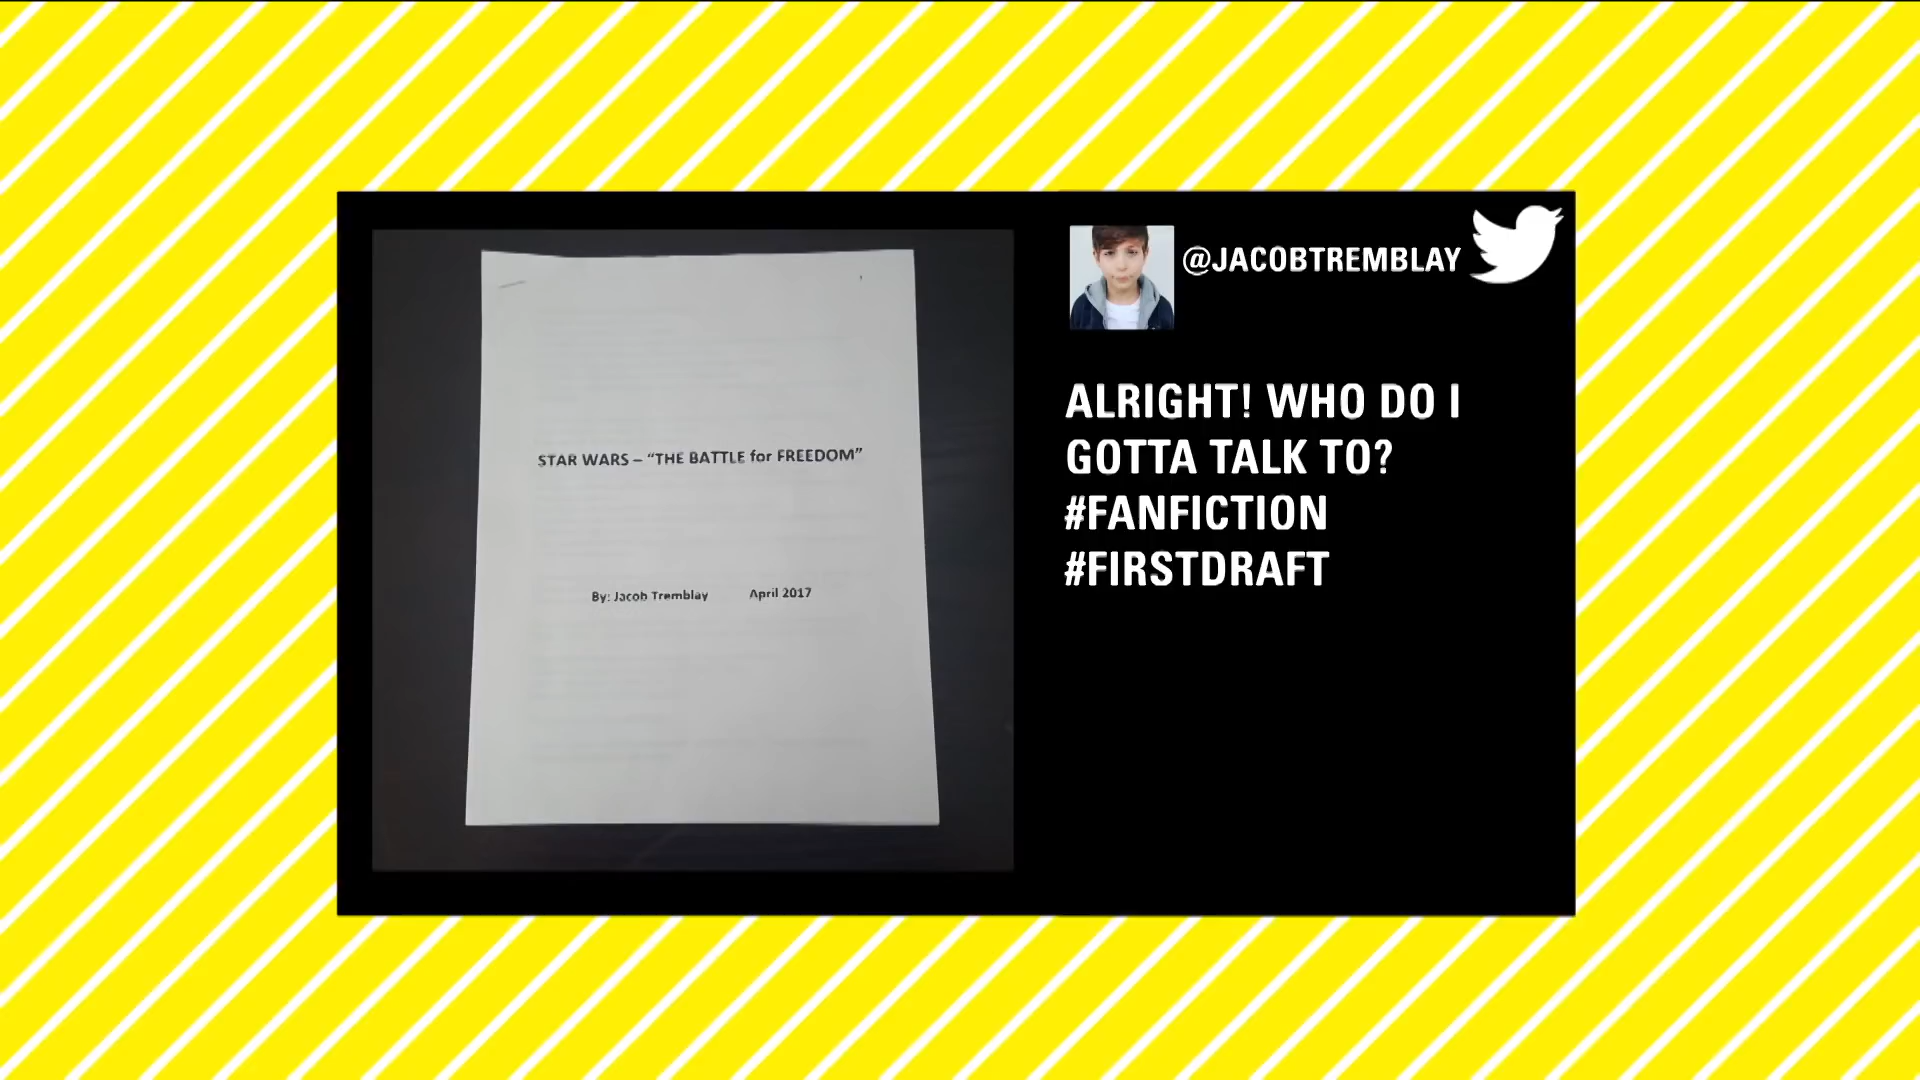 STAR WARS – “THE BATTLE for FREEDOM”
By: Jacob Tremblay April 2017
@JACOBTREMBLAY
ALRIGHT! WHO DO I
GOTTA TALK TO?
#FANFICTION
#FIRSTDRAFT